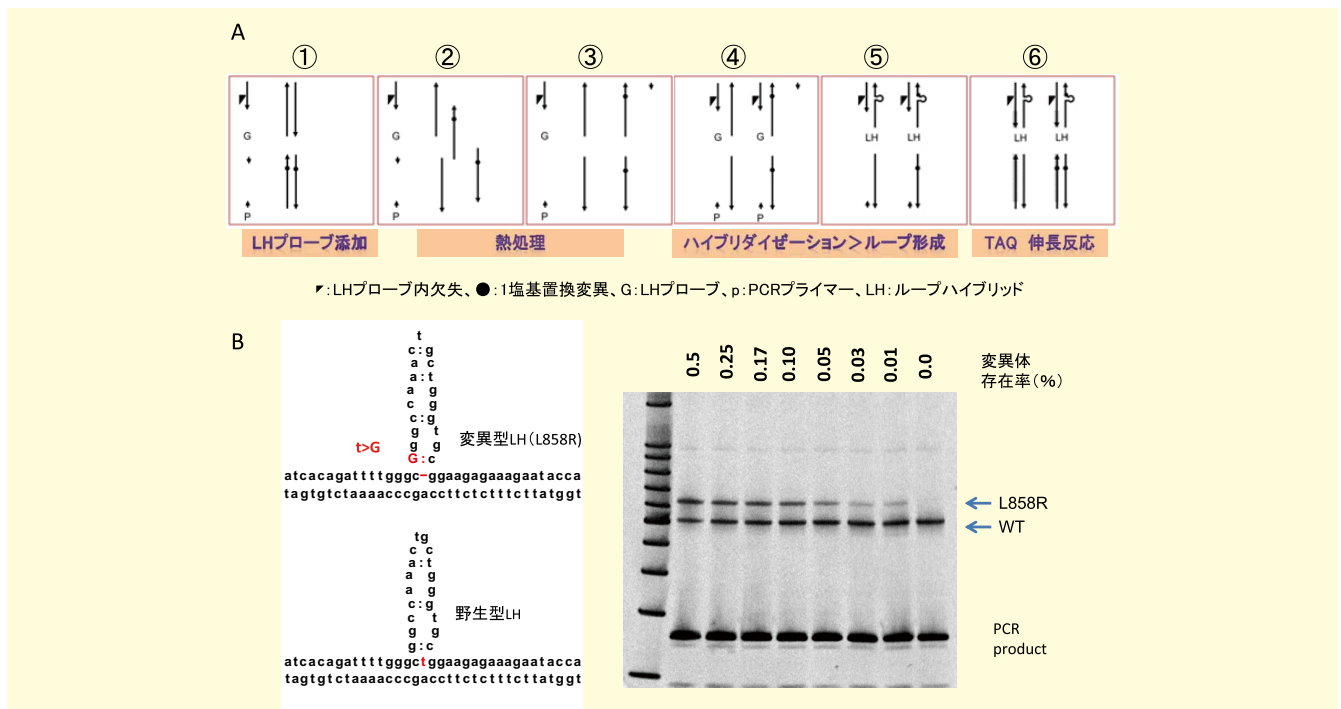 A
① ② ③ ④ ⑤ ⑥
G G G G G LH LH LH LH
P P P P P
LHプローブ添加 熱処理 ハイブリダイゼーション>ループ形成 TAQ 伸長反応
◤:LHプローブ内欠失、●:1塩基置換変異、G:LHプローブ、p:PCRプライマー、LH:ループハイブリッド
B
t
c : g
a c
a : t
a g
c g
c : g
g t
g g
G : c
t>G
変異型LH(L858R)
atcacagattttgggc–ggaagagaaagaatacca
tagtgtctaaaacccgaccttctctttcttatggt
tg
c c
a : t
a g
a g
c : g
c t
g g
g : c
野生型LH
atcacagattttgggctggaagagaaagaatacca
tagtgtctaaaacccgaccttctctttcttatggt
0.5 0.25 0.17 0.10 0.05 0.03 0.01 0.0
変異体
存在率(%)
L858R
WT
PCR
product